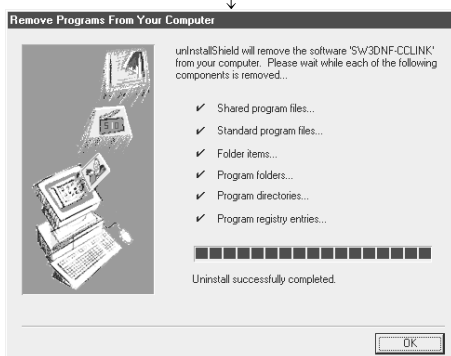 Remove Programs From Your Computer
unInstallShield will remove the software 'SW3DNF-CCLINK'
from your computer. Please wait while each of the following
components is removed...
✓ Shared program files...
✓ Standard program files...
✓ Folder items...
✓ Program folders...
✓ Program directories...
✓ Program registry entries...
Uninstall successfully completed.
OK